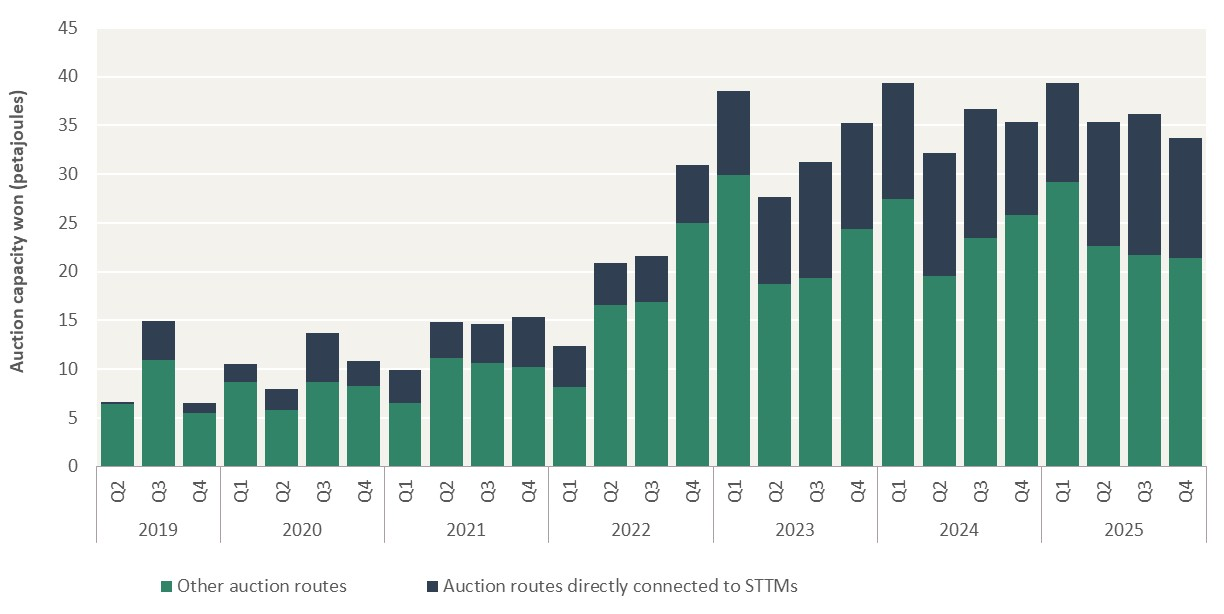 Auction capacity won (petajoules)
45
40
35
30
25
20
15
10
5
0
Q2 Q3 Q4 Q1 Q2 Q3 Q4 Q1 Q2 Q3 Q4 Q1 Q2 Q3 Q4 Q1 Q2 Q3 Q4 Q1 Q2 Q3 Q4 Q1 Q2 Q3 Q4
2019 2020 2021 2022 2023 2024 2025
Other auction routes Auction routes directly connected to STTMs